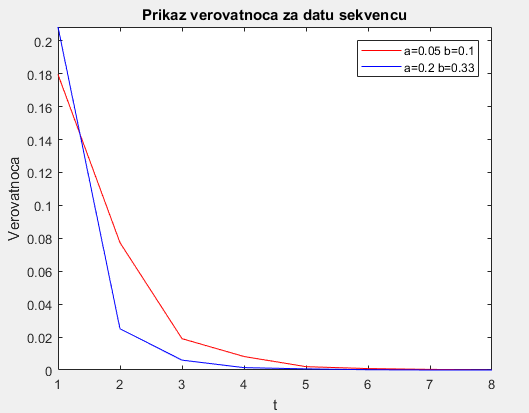 Prikaz verovatnoca za datu sekvencu
a=0.05 b=0.1
a=0.2 b=0.33
Verovatnoca
0.2
0.18
0.16
0.14
0.12
0.1
0.08
0.06
0.04
0.02
0
1 2 3 4 5 6 7 8
t